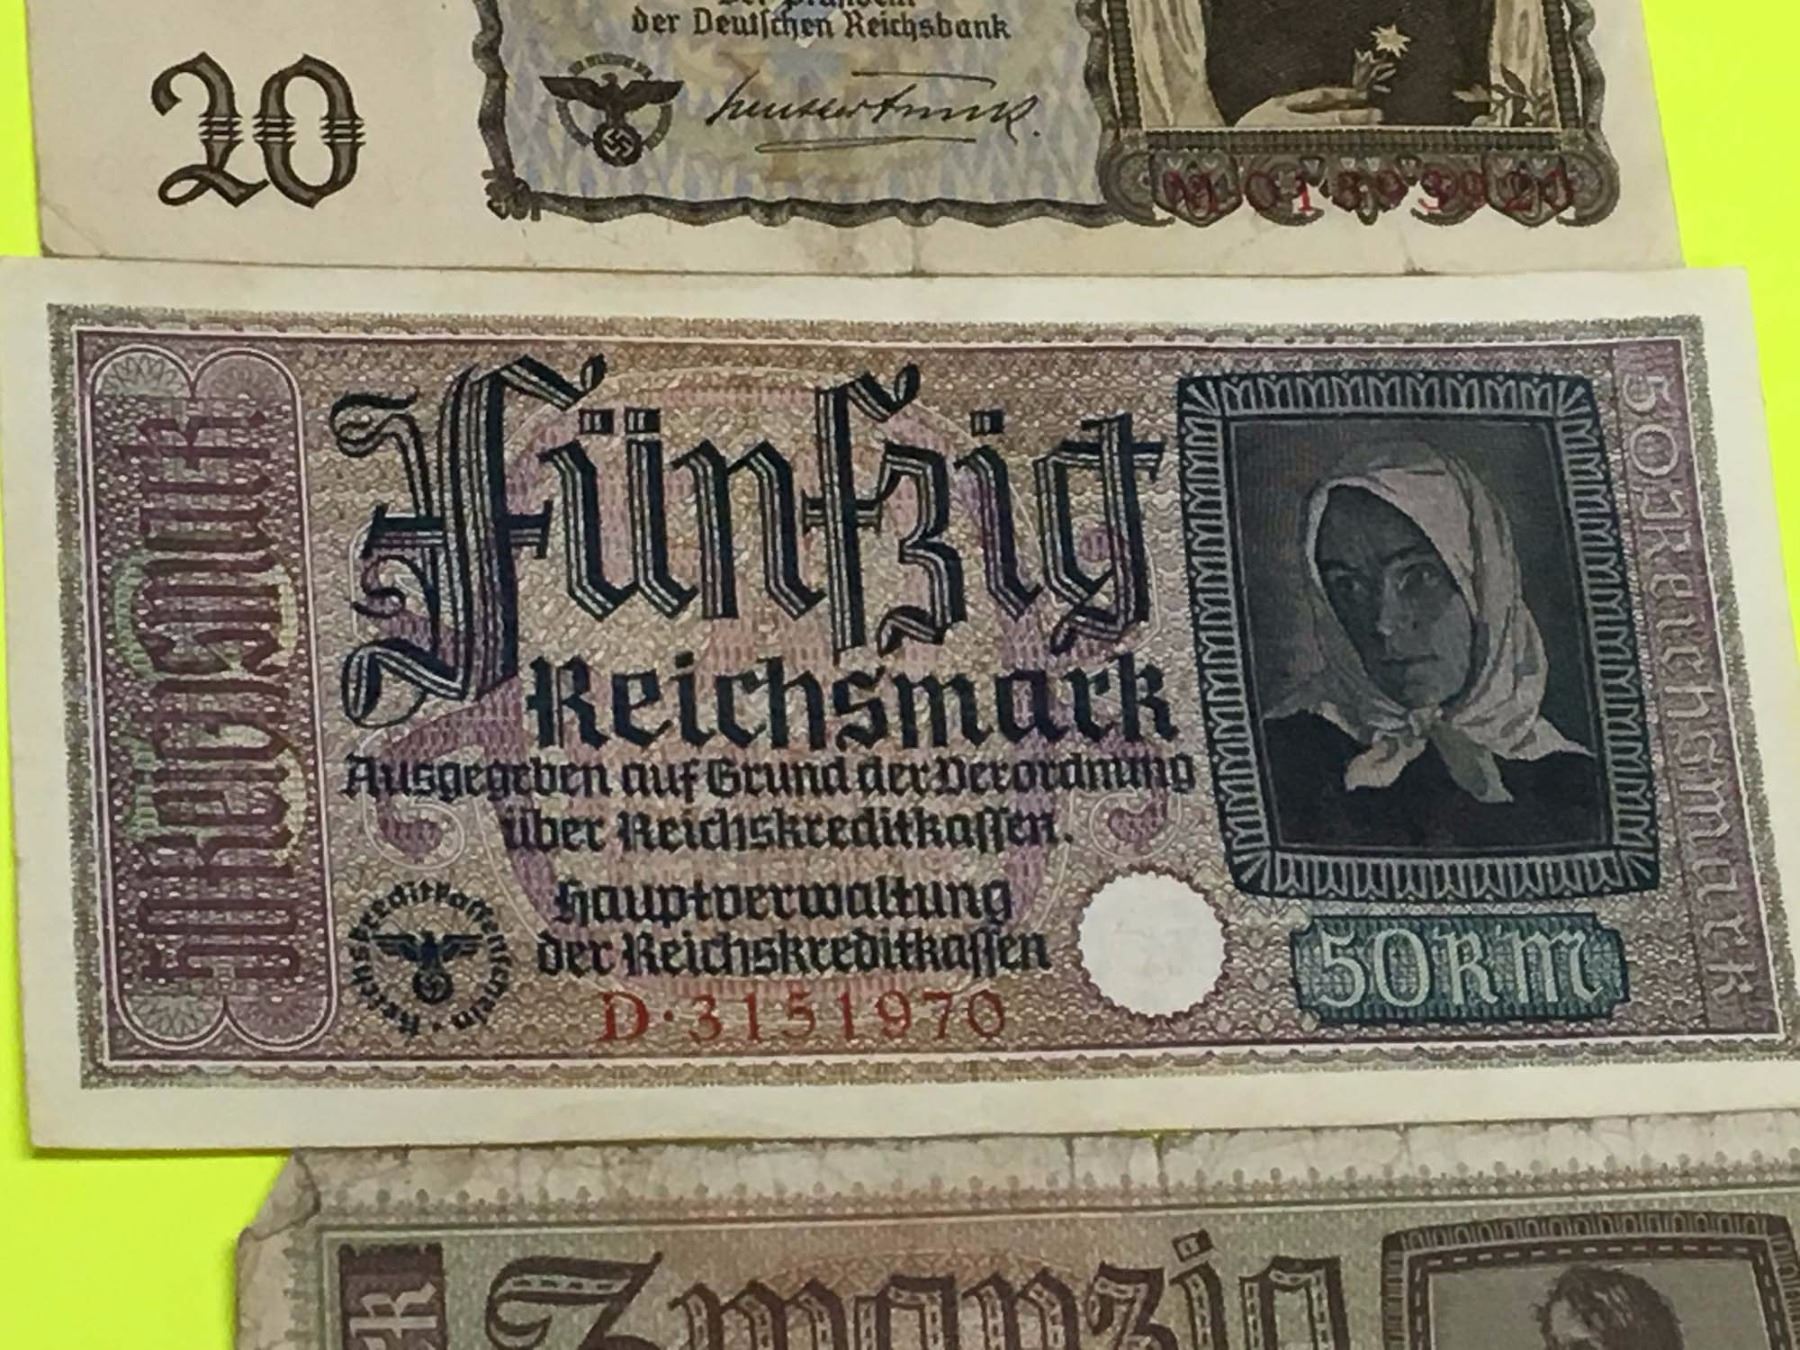 der Deutschen Reichsbank
20
50 Reichsmark
Fünfzig
Reichsmark
Ausgegeben auf Grund der Verordnung
über Reichskreditkassen.
Hauptverwaltung
der Reichskreditkassen
Reichskreditkassenschein
D·3151970
50RM
50 Reichsmark
Zwanzig